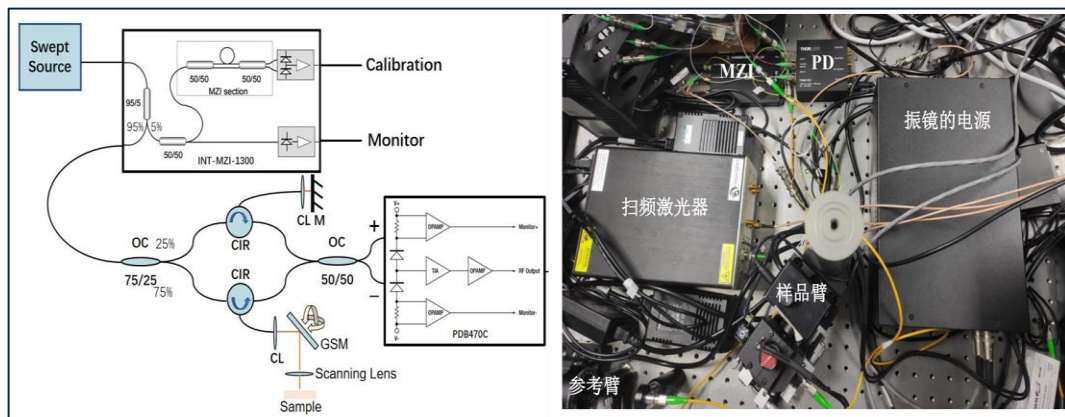 Swept
Source
95/5
95%
5%
50/50
50/50
50/50
MZI section
INT-MZI-1300
Calibration
Monitor
CL M
OC
25%
75/25
75%
CIR
CIR
OC
50/50
+
−
V+
OPAMP
Monitor+
TIA
OPAMP
RF Output
OPAMP
Monitor-
V-
PDB470C
CL
GSM
Scanning Lens
Sample
MZI
THORLABS
PD
振镜的电源
扫频激光器
样品臂
参考臂